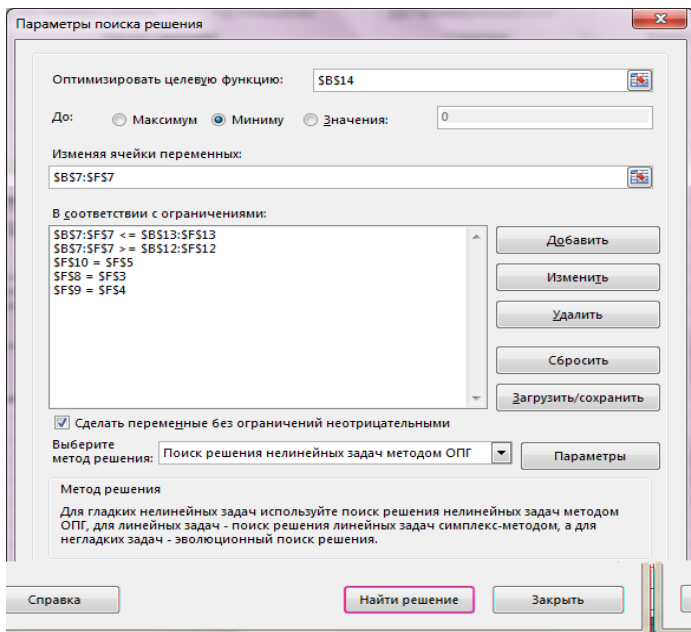 Параметры поиска решения
Оптимизировать целевую функцию: $B$14
До: Максимум Миниму Значения: 0
Изменяя ячейки переменных:
$B$7:$F$7
В соответствии с ограничениями:
$B$7:$F$7 <= $B$13:$F$13
$B$7:$F$7 >= $B$12:$F$12
$F$10 = $F$5
$F$8 = $F$3
$F$9 = $F$4
Добавить
Изменить
Удалить
Сбросить
Загрузить/сохранить
Сделать переменные без ограничений неотрицательными
Выберите
метод решения: Поиск решения нелинейных задач методом ОПГ Параметры
Метод решения
Для гладких нелинейных задач используйте поиск решения нелинейных задач методом
ОПГ, для линейных задач - поиск решения линейных задач симплекс-методом, а для
негладких задач - эволюционный поиск решения.
Справка Найти решение Закрыть